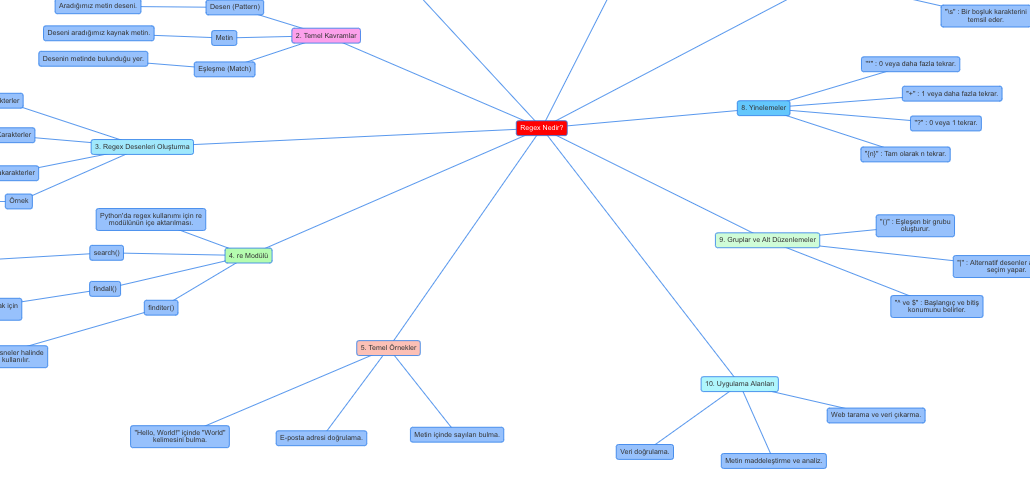 Aradığımız metin deseni.
Desen (Pattern)
Deseni aradığımız kaynak metin.
Metin
2. Temel Kavramlar
Desenin metinde bulunduğu yer.
Eşleşme (Match)
"\s" : Bir boşluk karakterini
temsil eder.
"*" : 0 veya daha fazla tekrar.
8. Yinelemeler
"+" : 1 veya daha fazla tekrar.
"?" : 0 veya 1 tekrar.
"{n}" : Tam olarak n tekrar.
Regex Nedir?
3. Regex Desenleri Oluşturma
Örnek
Python'da regex kullanımı için re
modülünün içe aktarılması.
search()
4. re Modülü
findall()
ak için
finditer()
sneler halinde
kullanılır.
9. Gruplar ve Alt Düzenlemeler
"()" : Eşleşen bir grubu
oluşturur.
"|" : Alternatif desenler
seçim yapar.
"^ ve $" : Başlangıç ve bitiş
konumunu belirler.
5. Temel Örnekler
"Hello, World!" içinde "World"
kelimesini bulma.
E-posta adresi doğrulama.
Metin içinde sayıları bulma.
10. Uygulama Alanları
Web tarama ve veri çıkarma.
Veri doğrulama.
Metin maddeleştirme ve analiz.